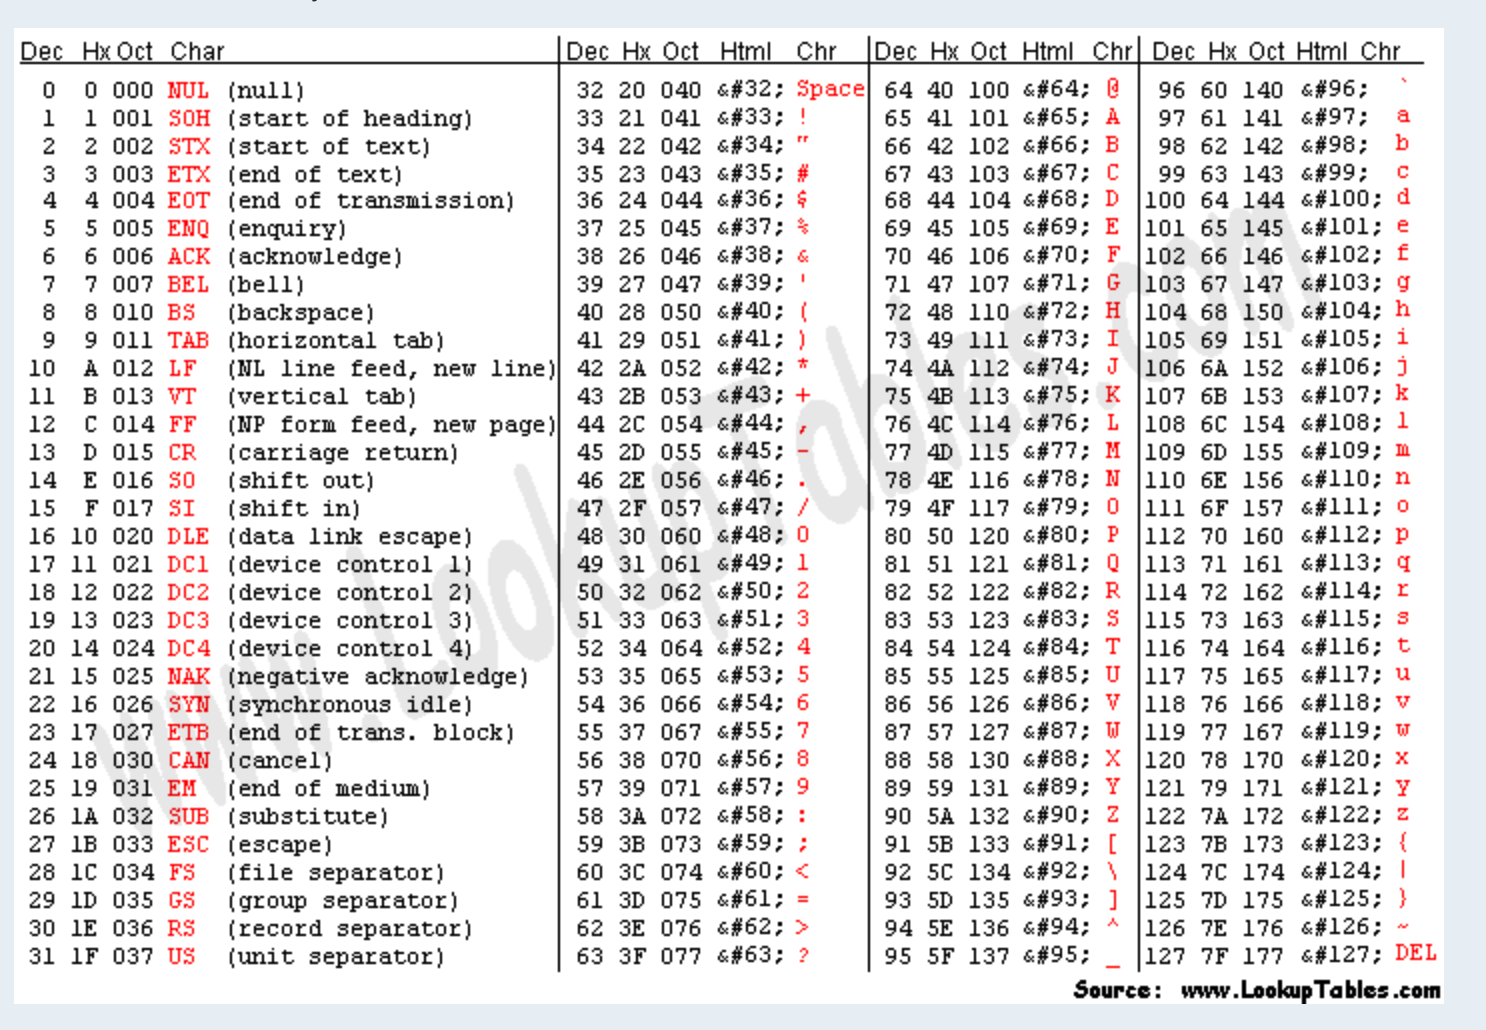 Dec Hx Oct Char Dec Hx Oct Html Chr Dec Hx Oct Html Chr Dec Hx Oct Html Chr
0 0 000 NUL (null) 32 20 040 &#32; Space 64 40 100 &#64; @ 96 60 140 &#96; `
1 1 001 SOH (start of heading) 33 21 041 &#33; ! 65 41 101 &#65; A 97 61 141 &#97; a
2 2 002 STX (start of text) 34 22 042 &#34; " 66 42 102 &#66; B 98 62 142 &#98; b
3 3 003 ETX (end of text) 35 23 043 &#35; # 67 43 103 &#67; C 99 63 143 &#99; c
4 4 004 EOT (end of transmission) 36 24 044 &#36; $ 68 44 104 &#68; D 100 64 144 &#100; d
5 5 005 ENQ (enquiry) 37 25 045 &#37; % 69 45 105 &#69; E 101 65 145 &#101; e
6 6 006 ACK (acknowledge) 38 26 046 &#38; & 70 46 106 &#70; F 102 66 146 &#102; f
7 7 007 BEL (bell) 39 27 047 &#39; ' 71 47 107 &#71; G 103 67 147 &#103; g
8 8 010 BS (backspace) 40 28 050 &#40; ( 72 48 110 &#72; H 104 68 150 &#104; h
9 9 011 TAB (horizontal tab) 41 29 051 &#41; ) 73 49 111 &#73; I 105 69 151 &#105; i
10 A 012 LF (NL line feed, new line) 42 2A 052 &#42; * 74 4A 112 &#74; J 106 6A 152 &#106; j
11 B 013 VT (vertical tab) 43 2B 053 &#43; + 75 4B 113 &#75; K 107 6B 153 &#107; k
12 C 014 FF (NP form feed, new page) 44 2C 054 &#44; , 76 4C 114 &#76; L 108 6C 154 &#108; l
13 D 015 CR (carriage return) 45 2D 055 &#45; - 77 4D 115 &#77; M 109 6D 155 &#109; m
14 E 016 SO (shift out) 46 2E 056 &#46; . 78 4E 116 &#78; N 110 6E 156 &#110; n
15 F 017 SI (shift in) 47 2F 057 &#47; / 79 4F 117 &#79; O 111 6F 157 &#111; o
16 10 020 DLE (data link escape) 48 30 060 &#48; 0 80 50 120 &#80; P 112 70 160 &#112; p
17 11 021 DC1 (device control 1) 49 31 061 &#49; 1 81 51 121 &#81; Q 113 71 161 &#113; q
18 12 022 DC2 (device control 2) 50 32 062 &#50; 2 82 52 122 &#82; R 114 72 162 &#114; r
19 13 023 DC3 (device control 3) 51 33 063 &#51; 3 83 53 123 &#83; S 115 73 163 &#115; s
20 14 024 DC4 (device control 4) 52 34 064 &#52; 4 84 54 124 &#84; T 116 74 164 &#116; t
21 15 025 NAK (negative acknowledge) 53 35 065 &#53; 5 85 55 125 &#85; U 117 75 165 &#117; u
22 16 026 SYN (synchronous idle) 54 36 066 &#54; 6 86 56 126 &#86; V 118 76 166 &#118; v
23 17 027 ETB (end of trans. block) 55 37 067 &#55; 7 87 57 127 &#87; W 119 77 167 &#119; w
24 18 030 CAN (cancel) 56 38 070 &#56; 8 88 58 130 &#88; X 120 78 170 &#120; x
25 19 031 EM (end of medium) 57 39 071 &#57; 9 89 59 131 &#89; Y 121 79 171 &#121; y
26 1A 032 SUB (substitute) 58 3A 072 &#58; : 90 5A 132 &#90; Z 122 7A 172 &#122; z
27 1B 033 ESC (escape) 59 3B 073 &#59; ; 91 5B 133 &#91; [ 123 7B 173 &#123; {
28 1C 034 FS (file separator) 60 3C 074 &#60; < 92 5C 134 &#92; \ 124 7C 174 &#124; |
29 1D 035 GS (group separator) 61 3D 075 &#61; = 93 5D 135 &#93; ] 125 7D 175 &#125; }
30 1E 036 RS (record separator) 62 3E 076 &#62; > 94 5E 136 &#94; ^ 126 7E 176 &#126; ~
31 1F 037 US (unit separator) 63 3F 077 &#63; ? 95 5F 137 &#95; _ 127 7F 177 &#127; DEL
Source: www.LookupTables.com
www.LookupTables.com